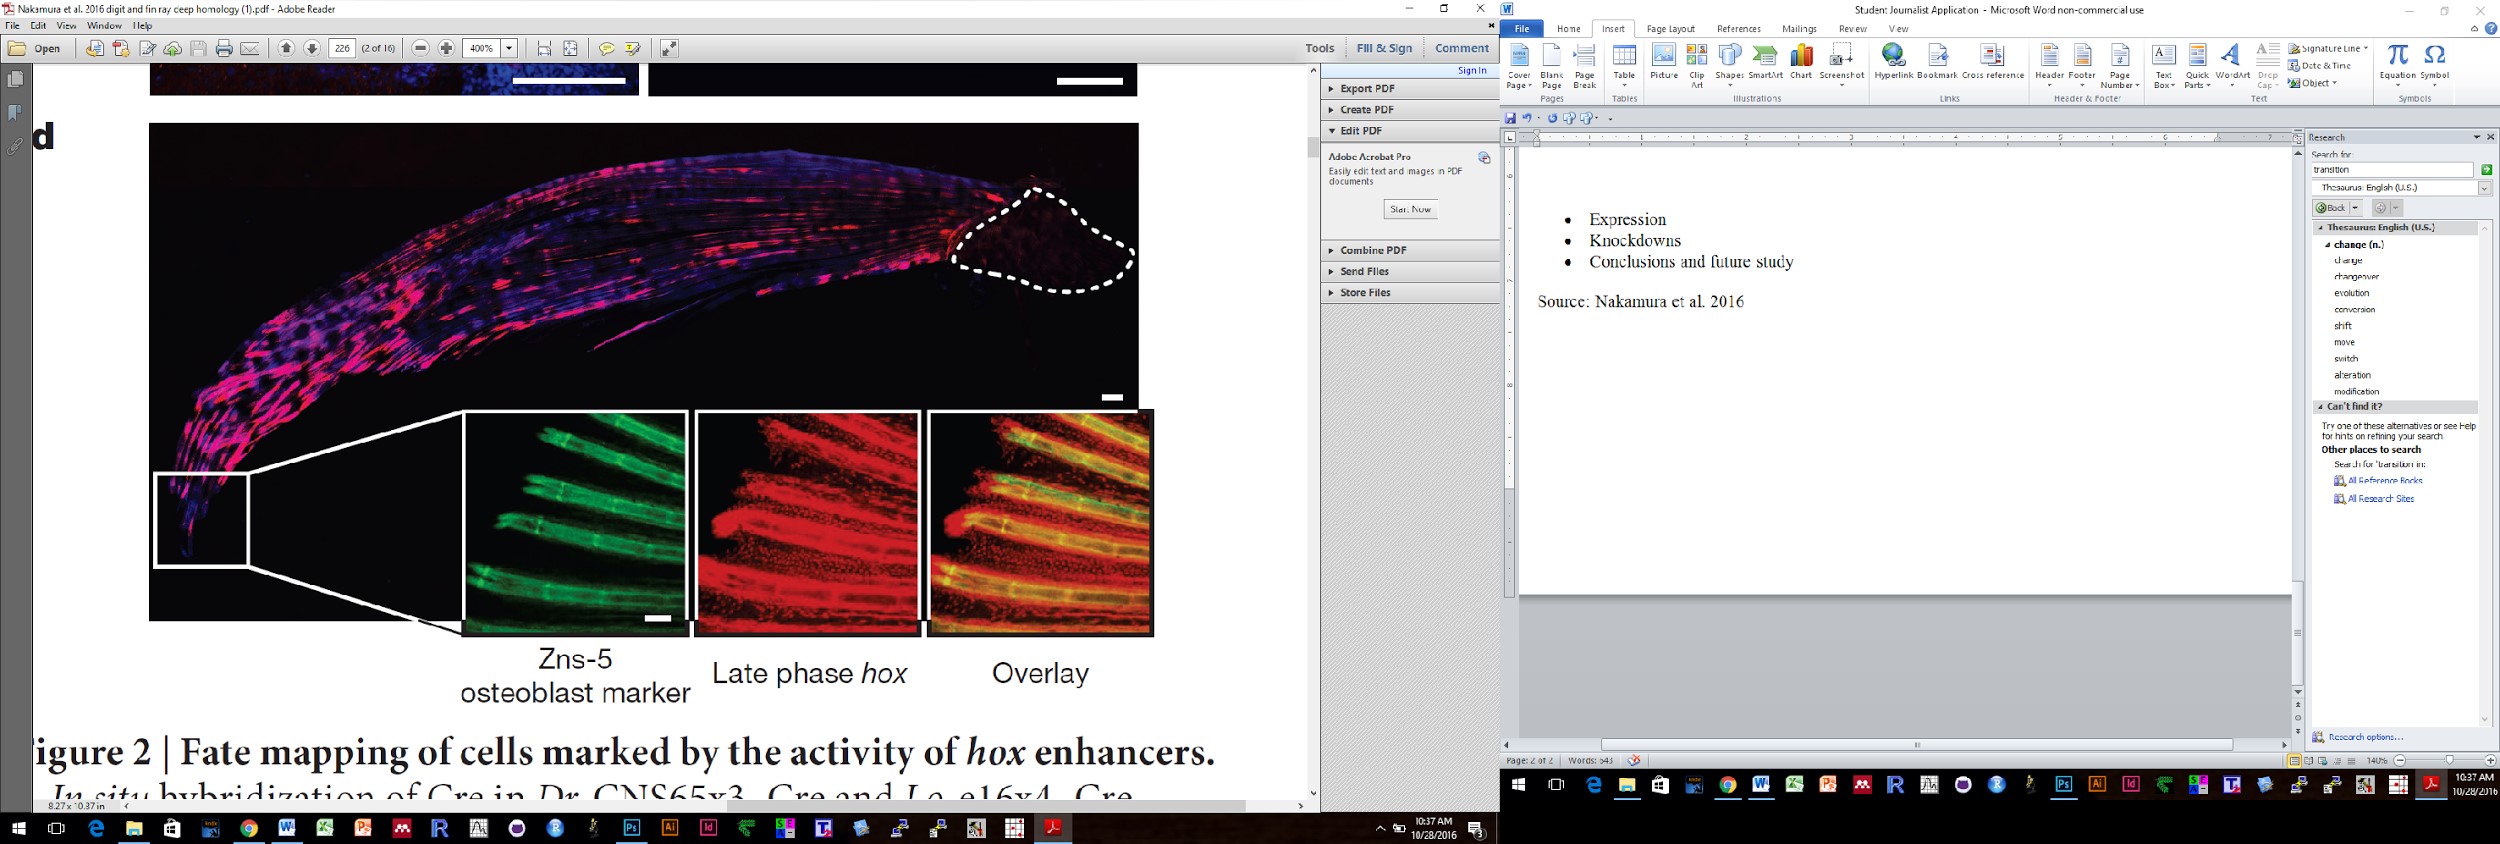 Nakamura et al. 2016 digit and fin ray deep homology (1).pdf - Adobe Reader
File Edit View Window Help
Open 226 (2 of 16) 400% Tools Fill & Sign Comment
Sign In
Export PDF
Create PDF
Edit PDF
Adobe Acrobat Pro
Easily edit text and images in PDF
documents
Start Now
Combine PDF
Send Files
Store Files
d
Zns-5
osteoblast marker
Late phase hox
Overlay
igure 2 | Fate mapping of cells marked by the activity of hox enhancers.
In situ hybridization of Cre in Dr. CNS65x3 Cre and Lo. e16x4 Cre
8.27 x 10.37 in
10:37 AM
10/28/2016
Student Journalist Application - Microsoft Word non-commercial use
File Home Insert Page Layout References Mailings Review View
Cover Page Blank Page Page Break Table Picture Clip Art Shapes SmartArt Chart Screenshot Hyperlink Bookmark Cross-reference Header Footer Page Number Text Box Quick Parts WordArt Drop Cap Signature Line Date & Time Object Equation Symbol
Pages Tables Illustrations Links Header & Footer Text Symbols
• Expression
• Knockdowns
• Conclusions and future study
Source: Nakamura et al. 2016
Research
Search for:
transition
Thesaurus: English (U.S.)
Back
Thesaurus: English (U.S.)
change (n.)
change
changeover
evolution
conversion
shift
move
switch
alteration
modification
Can't find it?
Try one of these alternatives or see Help
for hints on refining your search.
Other places to search
Search for 'transition' in:
All Reference Books
All Research Sites
Research options...
Page: 2 of 2 Words: 543 140%
10:37 AM
10/28/2016